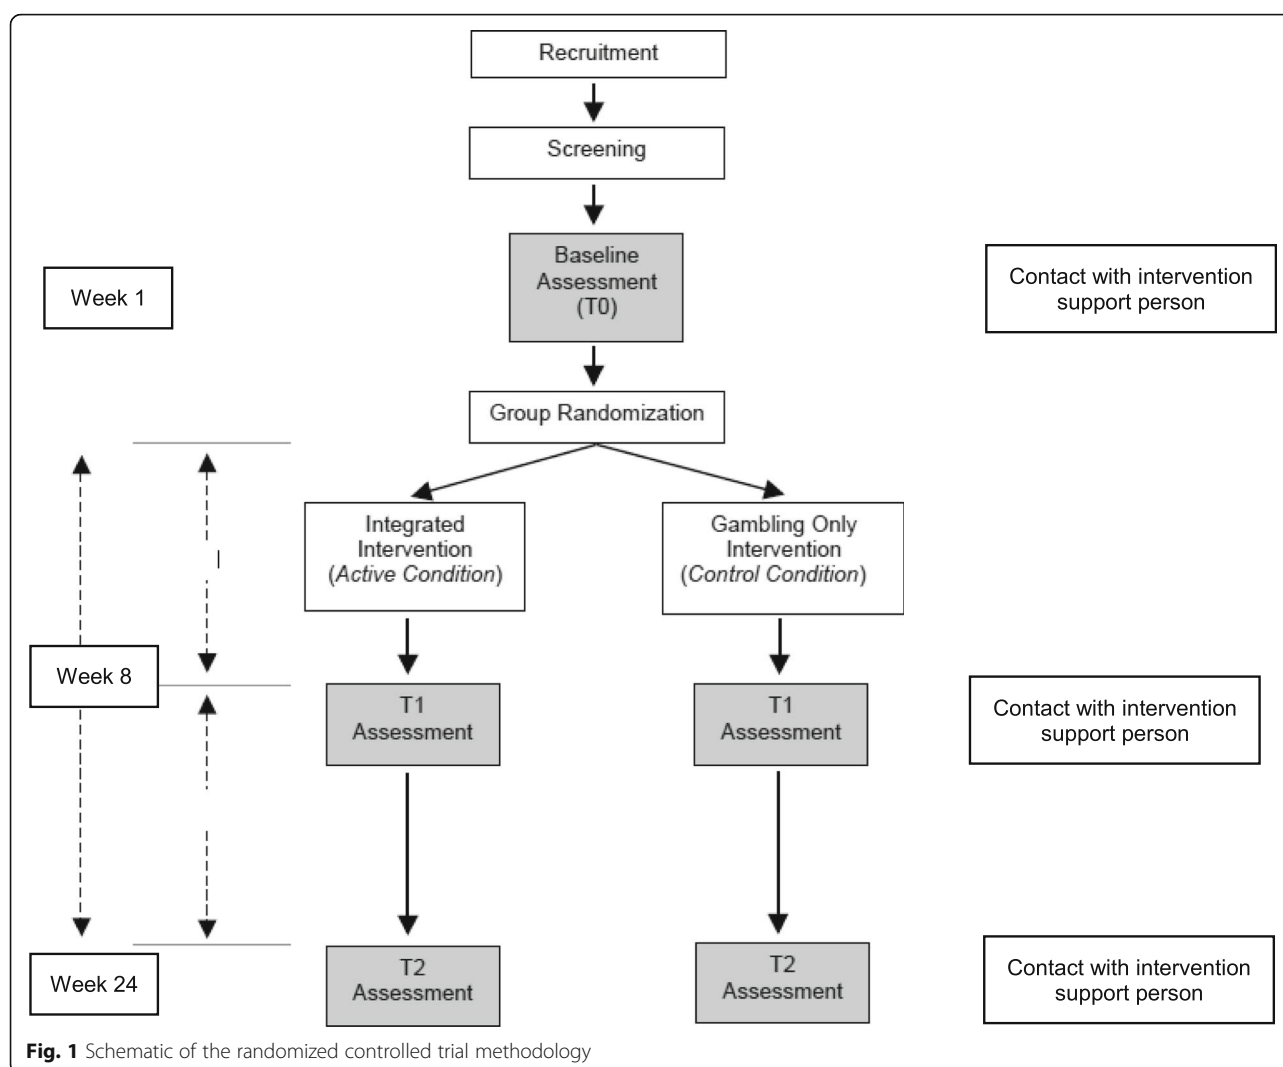 Recruitment
Screening
Baseline
Assessment
(T0)
Week 1
Contact with intervention
support person
Group Randomization
Integrated
Intervention
(Active Condition)
Gambling Only
Intervention
(Control Condition)
Week 8
T1
Assessment
T1
Assessment
Contact with intervention
support person
Week 24
T2
Assessment
T2
Assessment
Contact with intervention
support person
Fig. 1 Schematic of the randomized controlled trial methodology